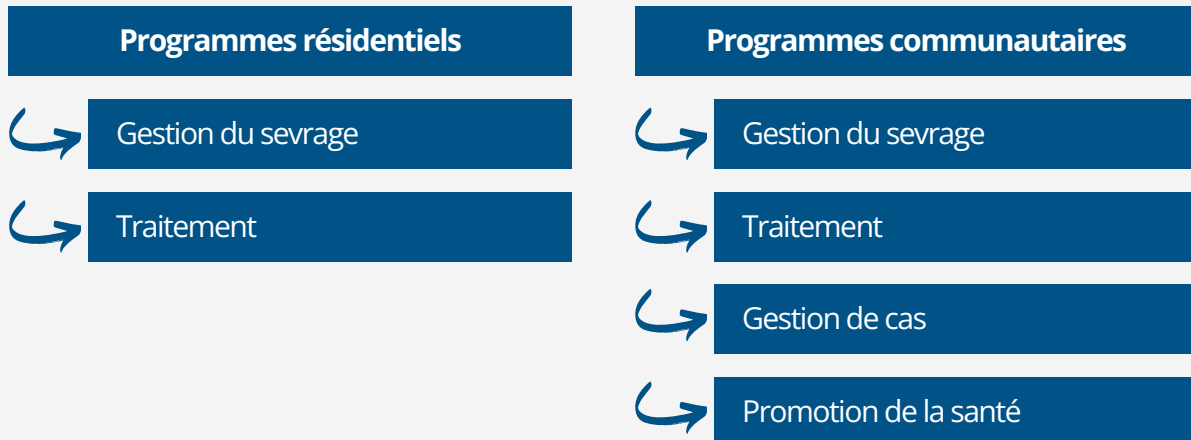 Programmes résidentiels
Gestion du sevrage
Traitement
Programmes communautaires
Gestion du sevrage
Traitement
Gestion de cas
Promotion de la santé